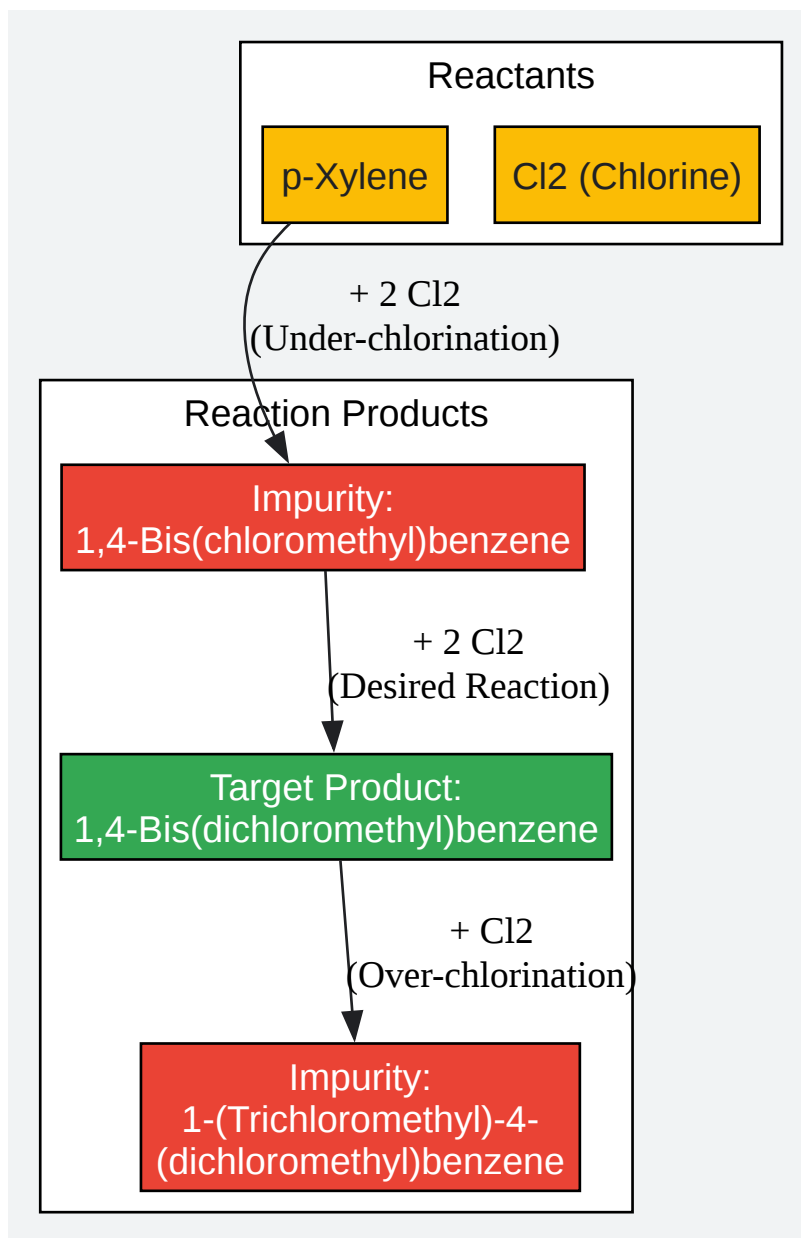 Reactants
p-Xylene
Cl2 (Chlorine)
+ 2 Cl2
(Under-chlorination)
Reaction Products
Impurity:
1,4-Bis(chloromethyl)benzene
+ 2 Cl2
(Desired Reaction)
Target Product:
1,4-Bis(dichloromethyl)benzene
+ Cl2
(Over-chlorination)
Impurity:
1-(Trichloromethyl)-4-
(dichloromethyl)benzene